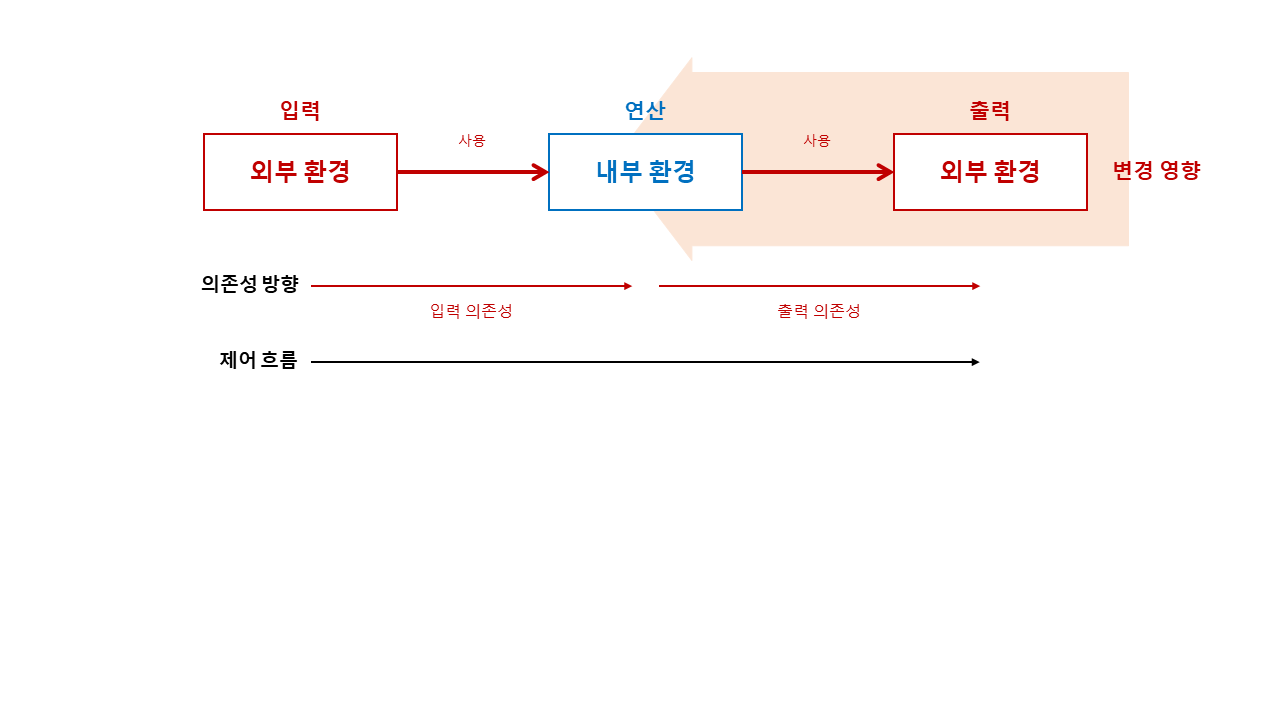 입력
연산
출력
외부 환경
사용
내부 환경
사용
외부 환경
변경 영향
의존성 방향
입력 의존성
출력 의존성
제어 흐름